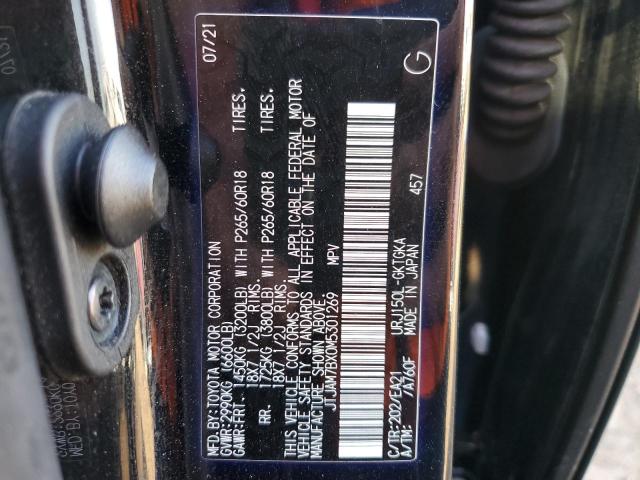 MFD.BY:TOYOTA MOTOR CORPORATION 07/21
GVWR:2990KG (6600LB)
GAWR:FRT. 1450KG (3200LB) WITH P265/60R18 TIRES,
18X7 1/2J RIMS.
RR. 1725KG (3800LB) WITH P265/60R18 TIRES,
18X7 1/2J RIMS.
THIS VEHICLE CONFORMS TO ALL APPLICABLE FEDERAL MOTOR
VEHICLE SAFETY STANDARDS IN EFFECT ON THE DATE OF
MANUFACTURE SHOWN ABOVE.
JTJAM7BX0M5301269 MPV
C/TR:202/EA21 URJ150L-GKTGKA 457
A/TM: /A760F MADE IN JAPAN
G